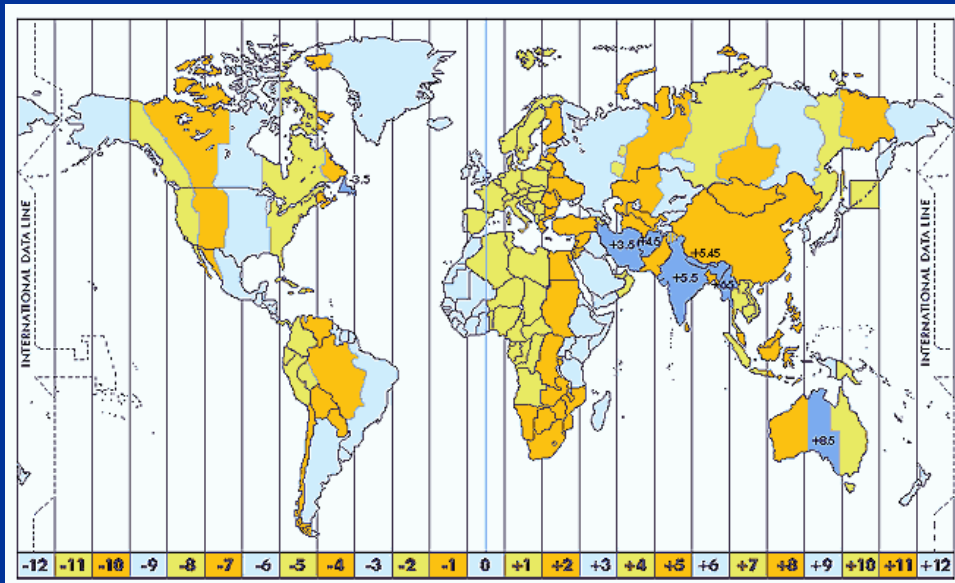 -3.5
+3.5
+4.5
+5.45
+5.5
+6.5
+8.5
INTERNATIONAL DATA LINE
INTERNATIONAL DATA LINE
-12 -11 -10 -9 -8 -7 -6 -5 -4 -3 -2 -1 0 +1 +2 +3 +4 +5 +6 +7 +8 +9 +10 +11 +12